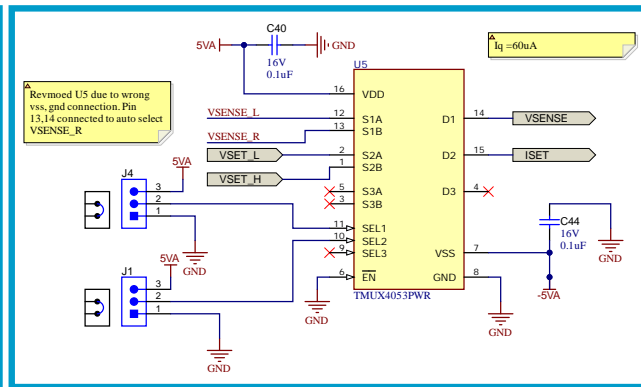 C40
5VA
GND
16V
0.1uF
Iq =60uA
Revmoed U5 due to wrong
vss, gnd connection. Pin
13,14 connected to auto select
VSENSE_R
U5
16 VDD
VSENSE_L 12 S1A D1 14 VSENSE
VSENSE_R 13 S1B
VSET_L 2 S2A D2 15 ISET
VSET_H 1 S2B
5 S3A D3 4
3 S3B
J4
5VA
3
2
1
GND
11 SEL1
10 SEL2
9 SEL3
VSS 7
6 EN
GND 8
TMUX4053PWR
C44
16V
0.1uF
GND
-5VA
GND
GND
J1
5VA
3
2
1
GND